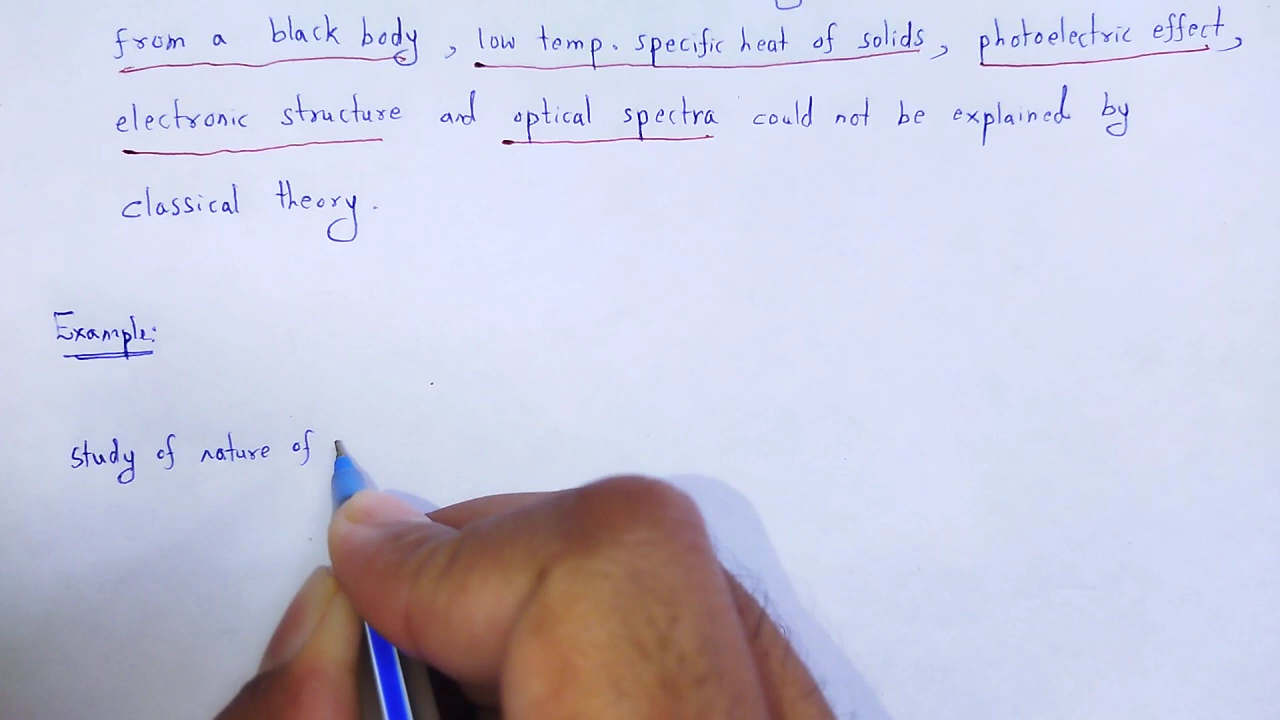 from a black body, low temp. specific heat of solids, photoelectric effect,
electronic structure and optical spectra could not be explained by
classical theory.
Example:
study of nature of